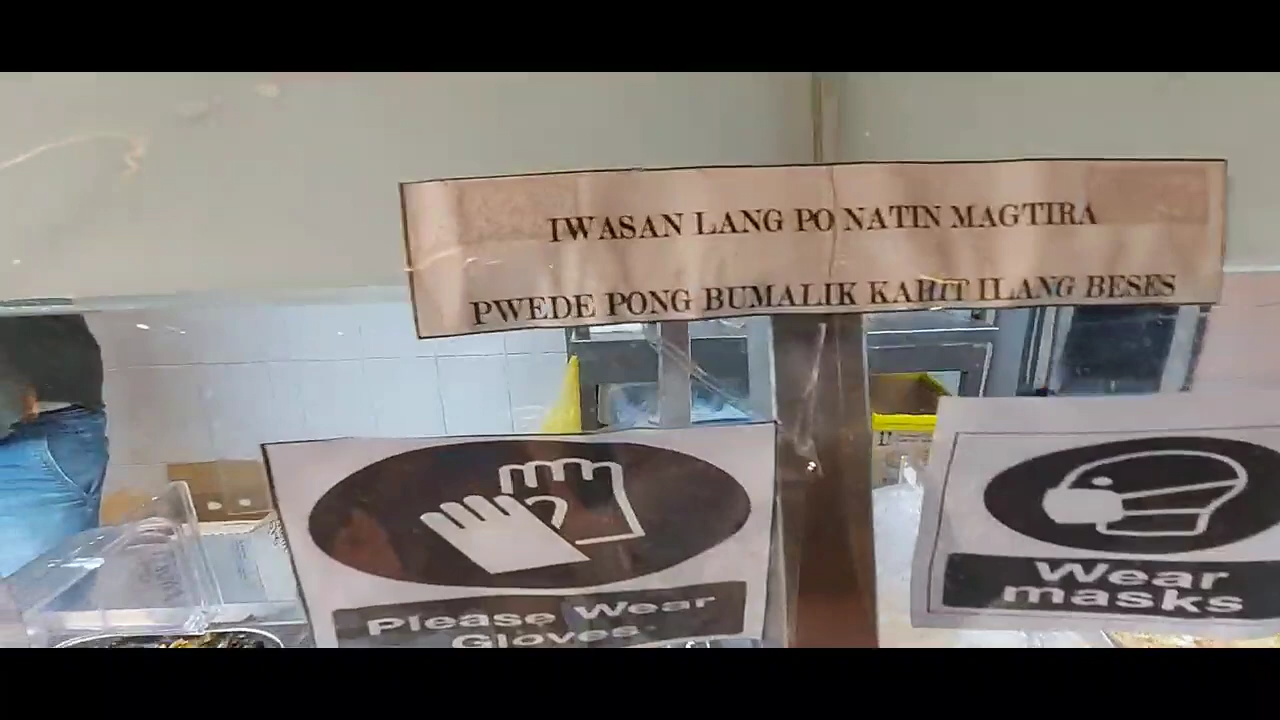 IWASAN LANG PO NATIN MAGTIRA
PWEDE PONG BUMALIK KAHIT ILANG BESES
Please Wear
Gloves
Wear
masks